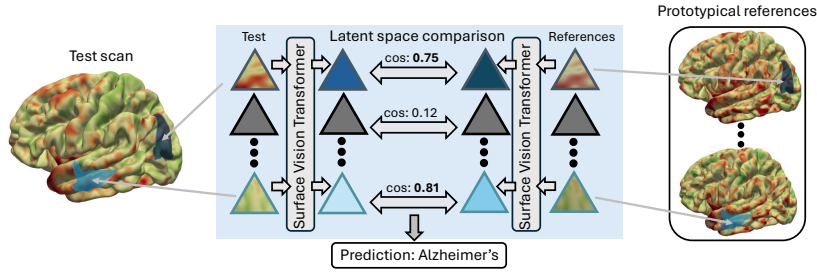 Prototypical references
Test scan
Test
Latent space comparison
References
Surface Vision Transformer
cos: 0.75
Surface Vision Transformer
cos: 0.12
cos: 0.81
Prediction: Alzheimer's